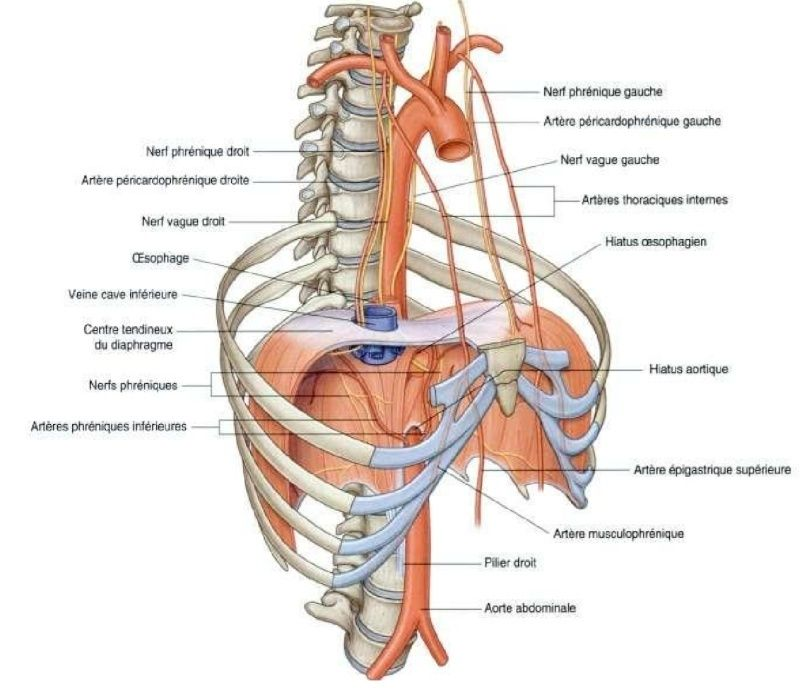 Nerf phrénique gauche
Artère péricardophrénique gauche
Nerf phrénique droit
Nerf vague gauche
Artère péricardophrénique droite
Artères thoraciques internes
Nerf vague droit
Hiatus œsophagien
Œsophage
Veine cave inférieure
Centre tendineux
du diaphragme
Hiatus aortique
Nerfs phréniques
Artères phréniques inférieures
Artère épigastrique supérieure
Artère musculophrénique
Pilier droit
Aorte abdominale